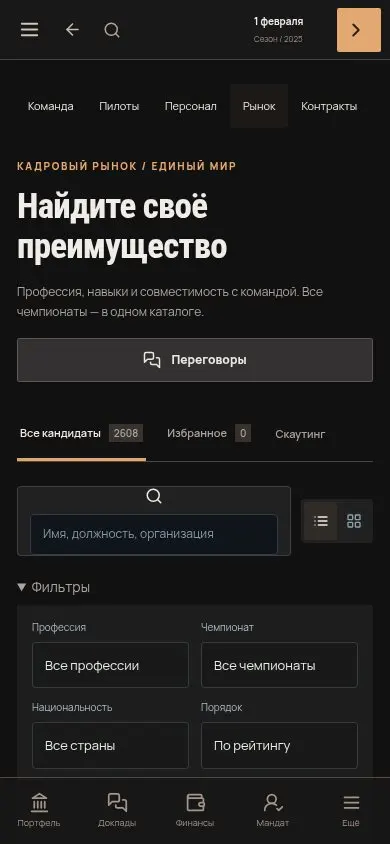 1 февраля
Сезон / 2025
Команда Пилоты Персонал Рынок Контракты
КАДРОВЫЙ РЫНОК / ЕДИНЫЙ МИР
Найдите своё
преимущество
Профессия, навыки и совместимость с командой. Все
чемпионаты — в одном каталоге.
Переговоры
Все кандидаты 2608 Избранное 0 Скаутинг
Имя, должность, организация
▼ Фильтры
Профессия Чемпионат
Все профессии Все чемпионаты
Национальность Порядок
Все страны По рейтингу
Портфель Доклады Финансы Мандат Ещё